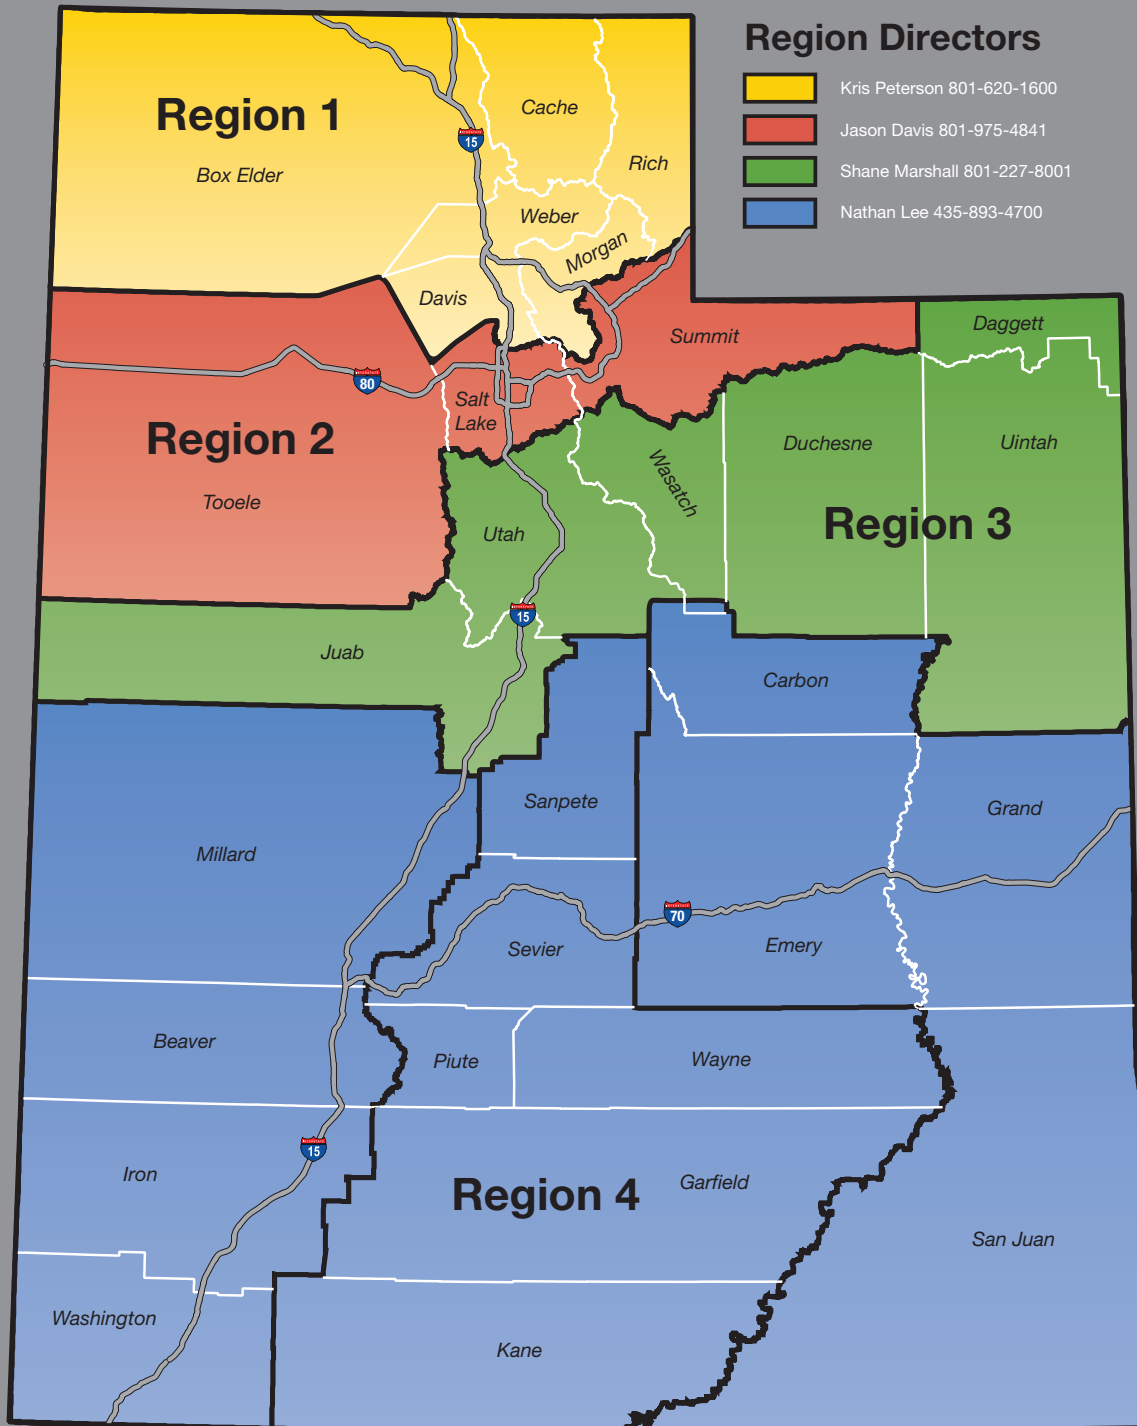 Region Directors
Kris Peterson 801-620-1600
Jason Davis 801-975-4841
Shane Marshall 801-227-8001
Nathan Lee 435-893-4700
Region 1
Cache
15
Rich
Box Elder
Weber
Morgan
Davis
Daggett
Summit
80
Salt
Lake
Region 2
Duchesne
Uintah
Wasatch
Tooele
Region 3
Utah
15
Juab
Carbon
Sanpete
Grand
Millard
70
Sevier
Emery
Beaver
Piute
Wayne
15
Iron
Region 4
Garfield
San Juan
Washington
Kane